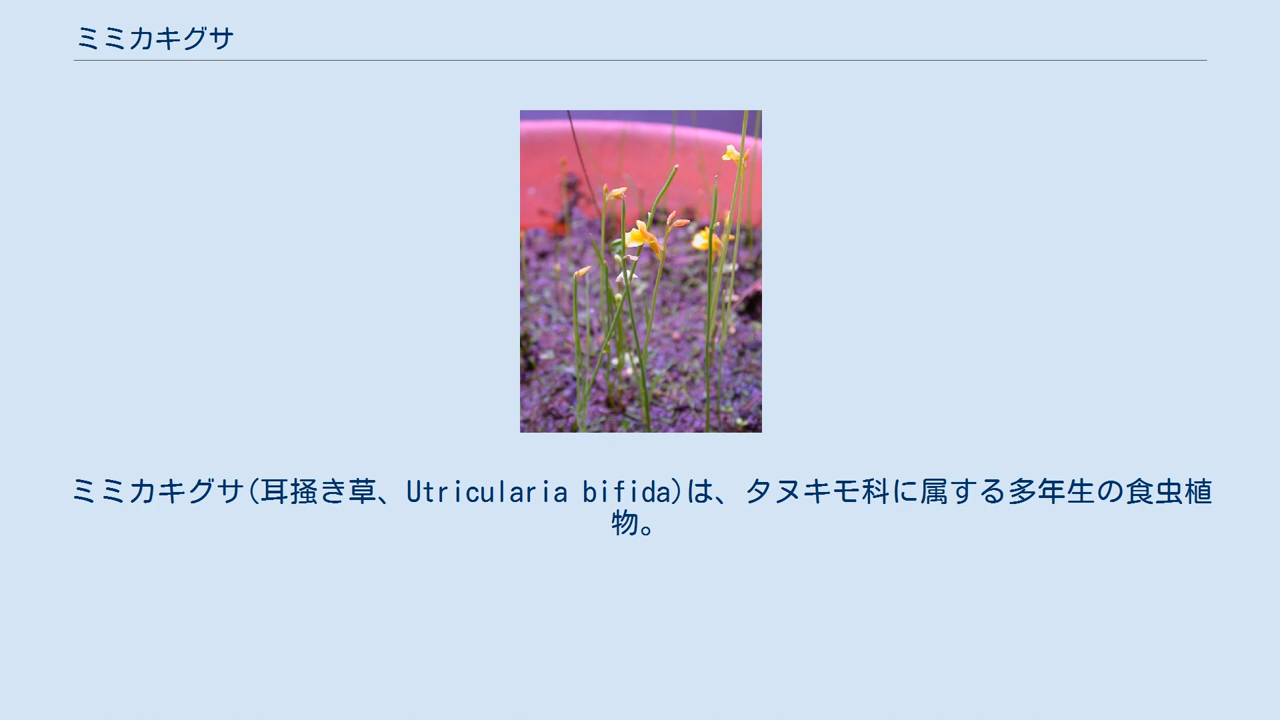 ミミカキグサ
ミミカキグサ(耳掻き草、Utricularia bifida)は、タヌキモ科に属する多年生の食虫植
物。